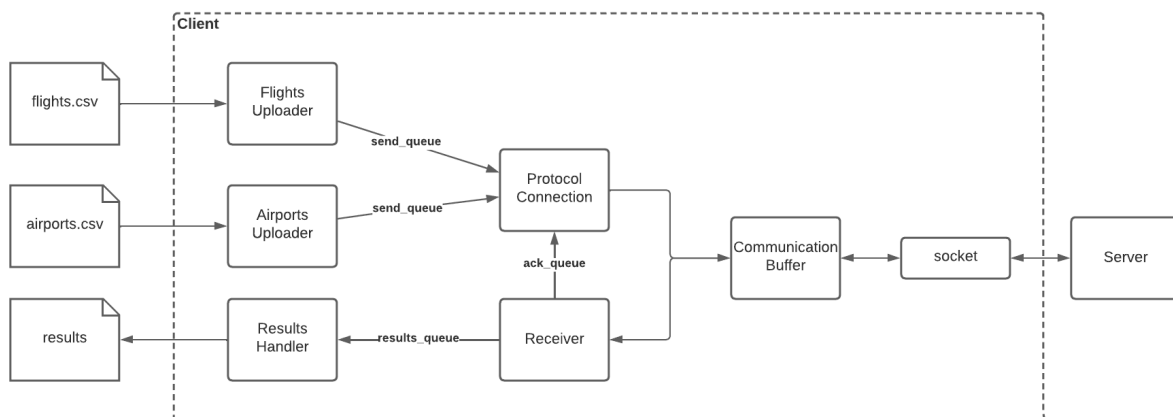 Client
flights.csv
Flights
Uploader
send_queue
Protocol
Connection
airports.csv
Airports
Uploader
send_queue
ack_queue
Communication
Buffer
socket
Server
results
Results
Handler
results_queue
Receiver